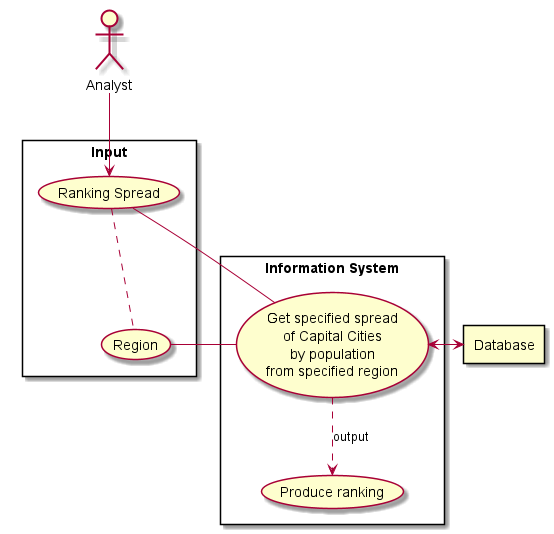 Analyst
Input
Ranking Spread
Information System
Get specified spread
of Capital Cities
by population
from specified region
Region
Database
output
Produce ranking